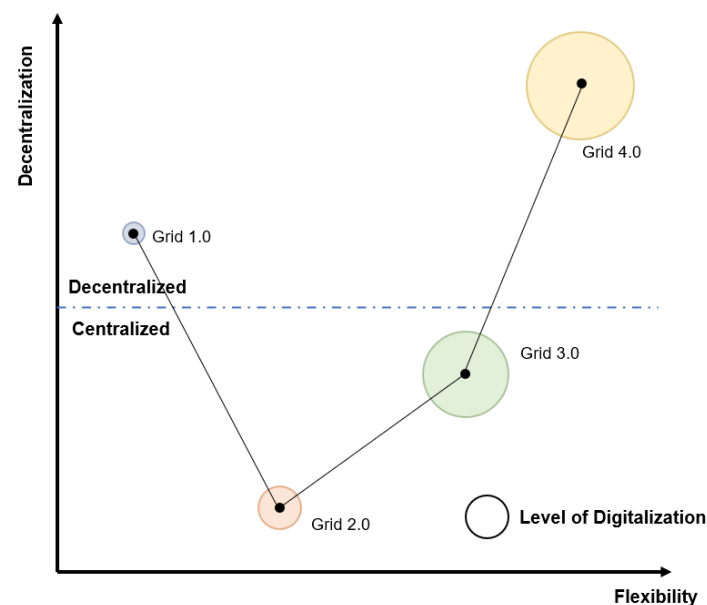 Decentralization
Grid 4.0
Grid 1.0
Decentralized
Centralized
Grid 3.0
Grid 2.0
Level of Digitalization
Flexibility